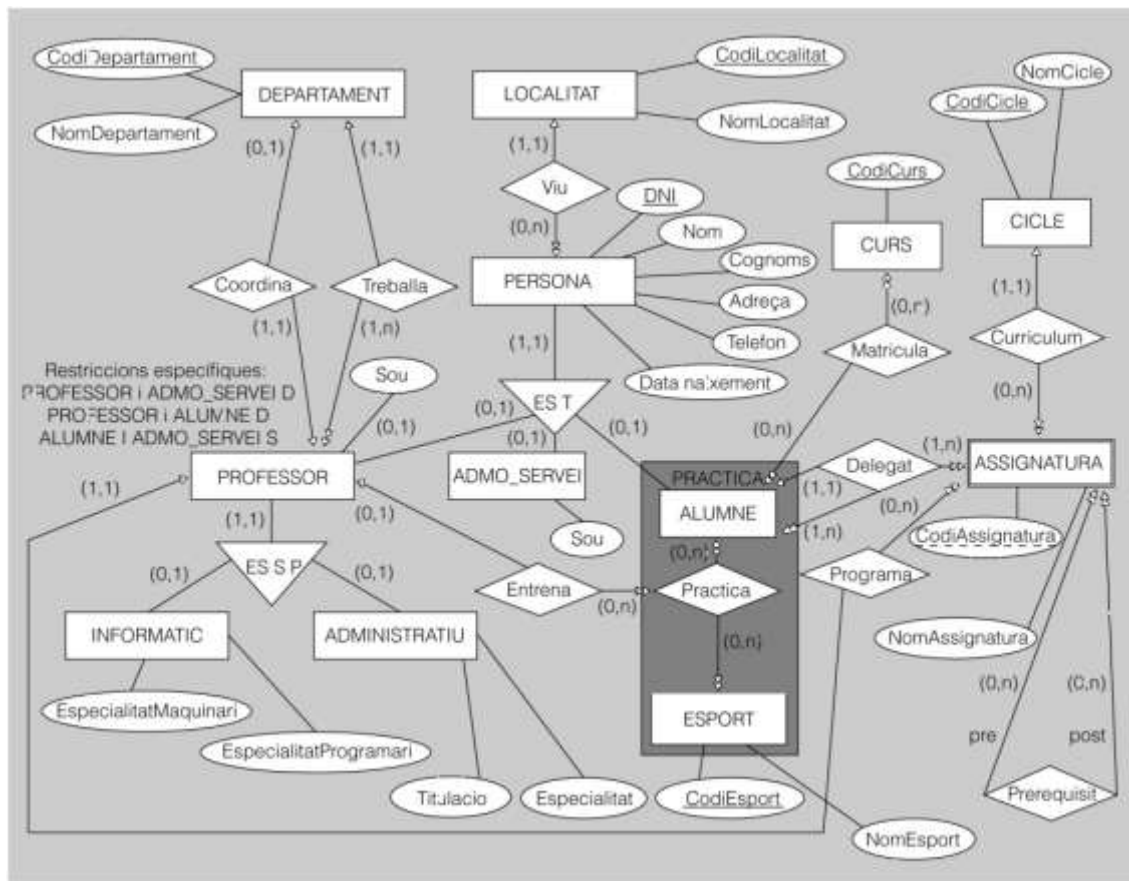 CodiDepartament
DEPARTAMENT
NomDepartament
LOCALITAT
CodiLocalitat
NomLocalitat
NomCicle
CodiCicle
CICLE
(0,1)
(1,1)
(1,1)
Viu
(0,n)
CodiCurs
CURS
DNI
Nom
Cognoms
Adreça
Telefon
PERSONA
Coordina
Treballa
(1,1)
(1,n)
(1,1)
(0,n)
Matricula
(1,1)
Curriculum
(0,n)
Restriccions específiques:
PROFESSOR i ADMO_SERVEI D
PROFESSOR i ALUMNE D
ALUMNE I ADMO_SERVEI S
Sou
ES T
(0,1)
(0,1)
(0,1)
(0,n)
PROFESSOR
ADMO_SERVEI
PRACTICA
Delegat
(1,n)
ASSIGNATURA
(1,1)
(0,1)
(1,1)
(1,1)
(0,n)
ALUMNE
(1,n)
CodiAssignatura
Sou
ES S P
(0,1)
(0,1)
(0,n)
Entrena
(0,n)
Practica
Programa
INFORMATIC
ADMINISTRATIU
(0,n)
NomAssignatura
EspecialitatMaquinari
(0,n)
ESPORT
EspecialitatProgramari
pre
post
Titulacio
Especialitat
CodiEsport
Prerequisit
NomEsport